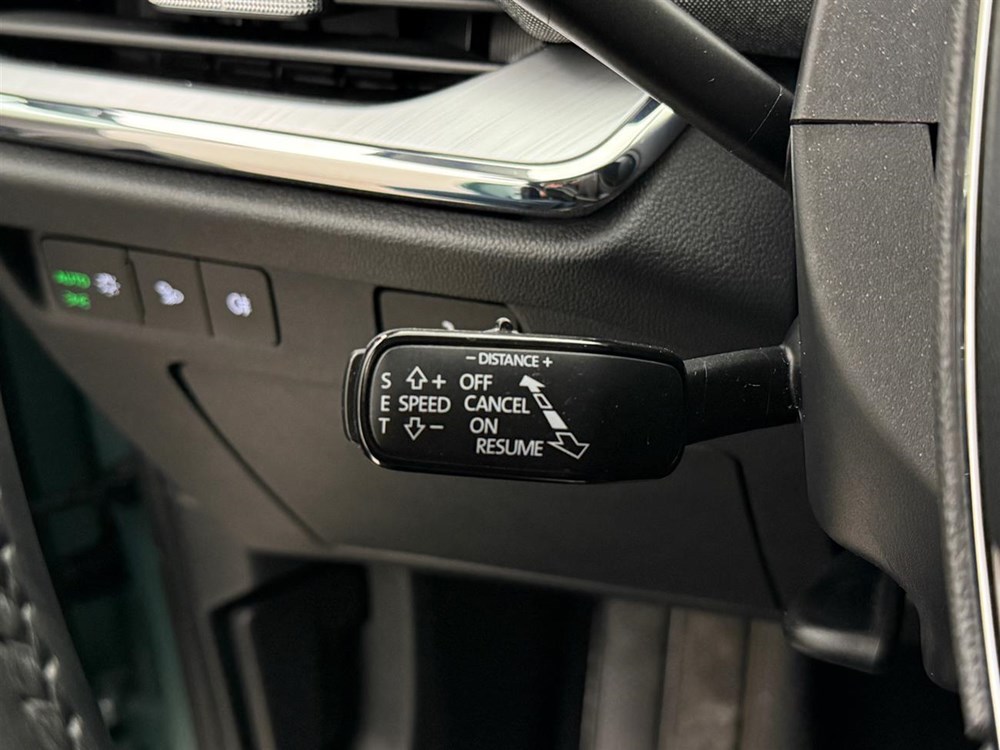 AUTO
- DISTANCE +
S + OFF
E SPEED CANCEL
T - ON
RESUME